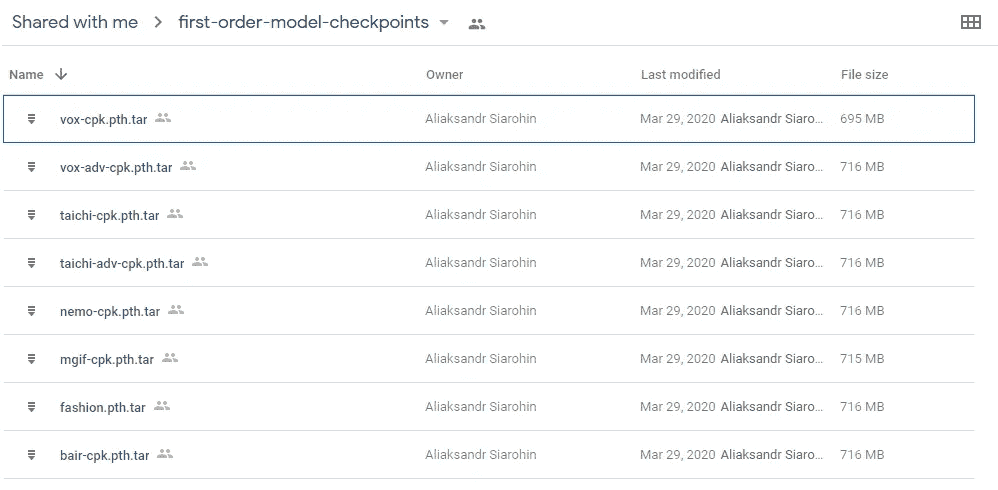 Shared with me > first-order-model-checkpoints
Name Owner Last modified File size
vox-cpk.pth.tar Aliaksandr Siarohin Mar 29, 2020 Aliaksandr Siaro... 695 MB
vox-adv-cpk.pth.tar Aliaksandr Siarohin Mar 29, 2020 Aliaksandr Siaro... 716 MB
taichi-cpk.pth.tar Aliaksandr Siarohin Mar 29, 2020 Aliaksandr Siaro... 716 MB
taichi-adv-cpk.pth.tar Aliaksandr Siarohin Mar 29, 2020 Aliaksandr Siaro... 716 MB
nemo-cpk.pth.tar Aliaksandr Siarohin Mar 29, 2020 Aliaksandr Siaro... 716 MB
mgif-cpk.pth.tar Aliaksandr Siarohin Mar 29, 2020 Aliaksandr Siaro... 715 MB
fashion.pth.tar Aliaksandr Siarohin Mar 29, 2020 Aliaksandr Siaro... 716 MB
bair-cpk.pth.tar Aliaksandr Siarohin Mar 29, 2020 Aliaksandr Siaro... 716 MB